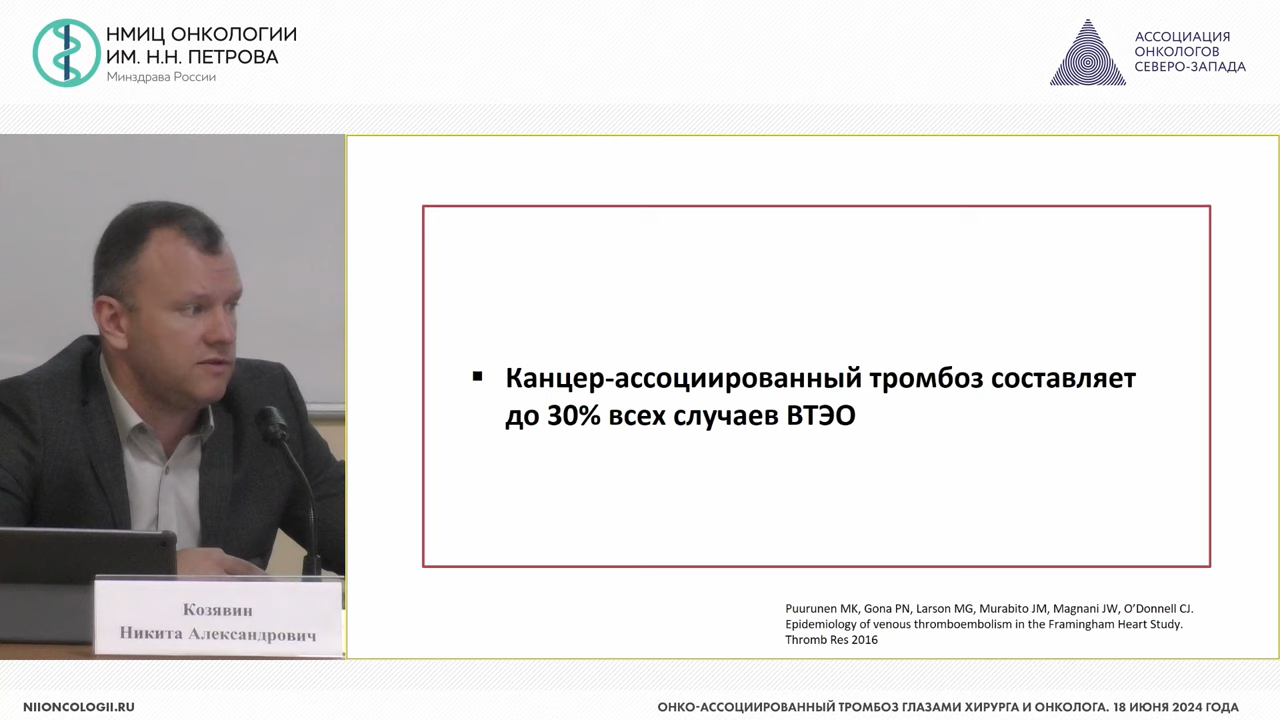 НМИЦ ОНКОЛОГИИ
ИМ. Н.Н. ПЕТРОВА
Минздрава России
АССОЦИАЦИЯ
ОНКОЛОГОВ
СЕВЕРО-ЗАПАДА
▪ Канцер-ассоциированный тромбоз составляет
до 30% всех случаев ВТЭО
Козявин
Никита Александрович
Puurunen MK, Gona PN, Larson MG, Murabito JM, Magnani JW, O’Donnell CJ.
Epidemiology of venous thromboembolism in the Framingham Heart Study.
Thromb Res 2016
NIIONCOLOGII.RU
ОНКО-АССОЦИИРОВАННЫЙ ТРОМБОЗ ГЛАЗАМИ ХИРУРГА И ОНКОЛОГА. 18 ИЮНЯ 2024 ГОДА